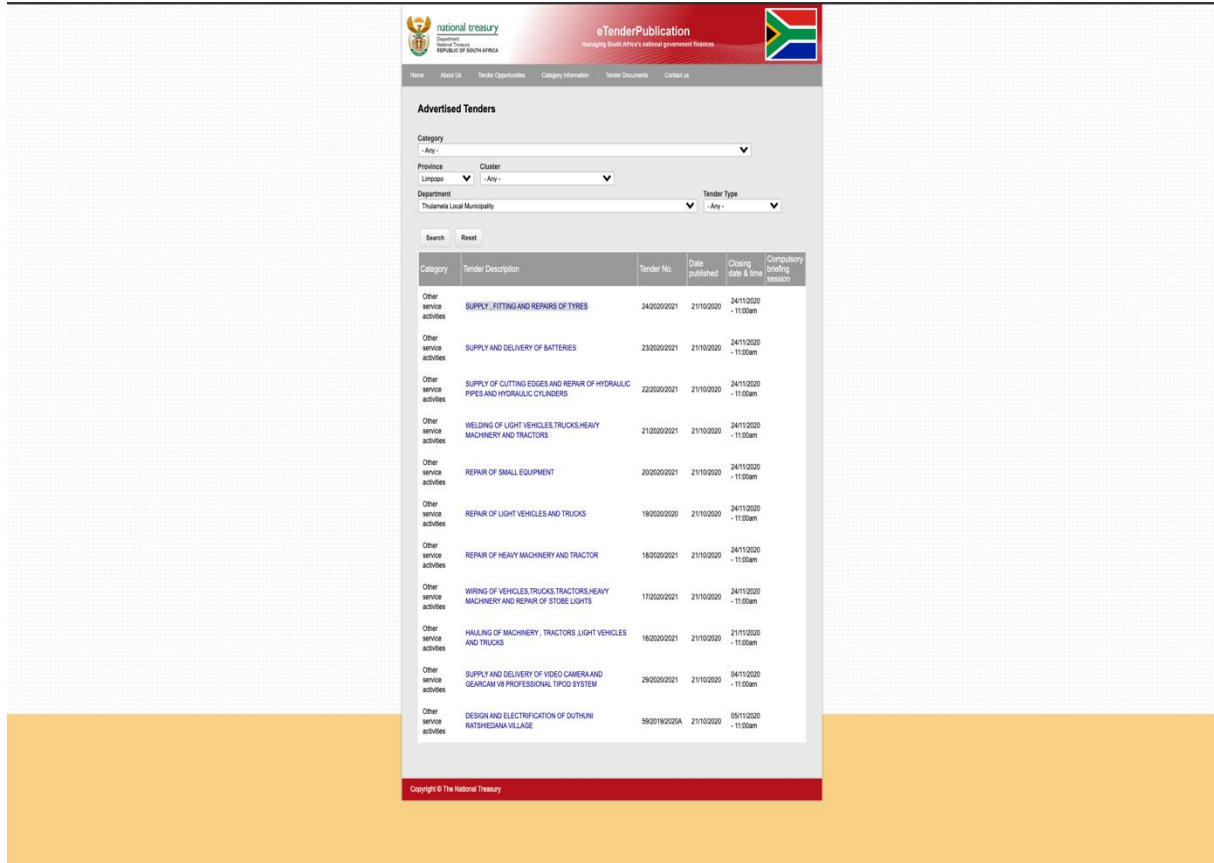 national treasury
Department:
National Treasury
REPUBLIC OF SOUTH AFRICA
eTenderPublication
managing South Africa's national government finances
Home About Us Tender Opportunities Category Information Tender Documents Contact us
Advertised Tenders
Category
- Any -
Province Cluster
Limpopo - Any -
Department Tender Type
Thulamela Local Municipality - Any -
Search Reset
Category Tender Description Tender No. Date published Closing date & time Compulsory briefing session
Other service activities SUPPLY , FITTING AND REPAIRS OF TYRES 24/2020/2021 21/10/2020 24/11/2020 - 11:00am
Other service activities SUPPLY AND DELIVERY OF BATTERIES 23/2020/2021 21/10/2020 24/11/2020 - 11:00am
Other service activities SUPPLY OF CUTTING EDGES AND REPAIR OF HYDRAULIC PIPES AND HYDRAULIC CYLINDERS 22/2020/2021 21/10/2020 24/11/2020 - 11:00am
Other service activities WELDING OF LIGHT VEHICLES,TRUCKS,HEAVY MACHINERY AND TRACTORS 21/2020/2021 21/10/2020 24/11/2020 - 11:00am
Other service activities REPAIR OF SMALL EQUIPMENT 20/2020/2021 21/10/2020 24/11/2020 - 11:00am
Other service activities REPAIR OF LIGHT VEHICLES AND TRUCKS 19/2020/2020 21/10/2020 24/11/2020 - 11:00am
Other service activities REPAIR OF HEAVY MACHINERY AND TRACTOR 18/2020/2021 21/10/2020 24/11/2020 - 11:00am
Other service activities WIRING OF VEHICLES,TRUCKS,TRACTORS,HEAVY MACHINERY AND REPAIR OF STOBE LIGHTS 17/2020/2021 21/10/2020 24/11/2020 - 11:00am
Other service activities HAULING OF MACHINERY , TRACTORS ,LIGHT VEHICLES AND TRUCKS 16/2020/2021 21/10/2020 21/11/2020 - 11:00am
Other service activities SUPPLY AND DELIVERY OF VIDEO CAMERA AND GEARCAM V8 PROFESSIONAL TIPOD SYSTEM 29/2020/2021 21/10/2020 04/11/2020 - 11:00am
Other service activities DESIGN AND ELECTRIFICATION OF DUTHUNI RATSHIEDANA VILLAGE 59/2019/2020A 21/10/2020 05/11/2020 - 11:00am
Copyright © The National Treasury